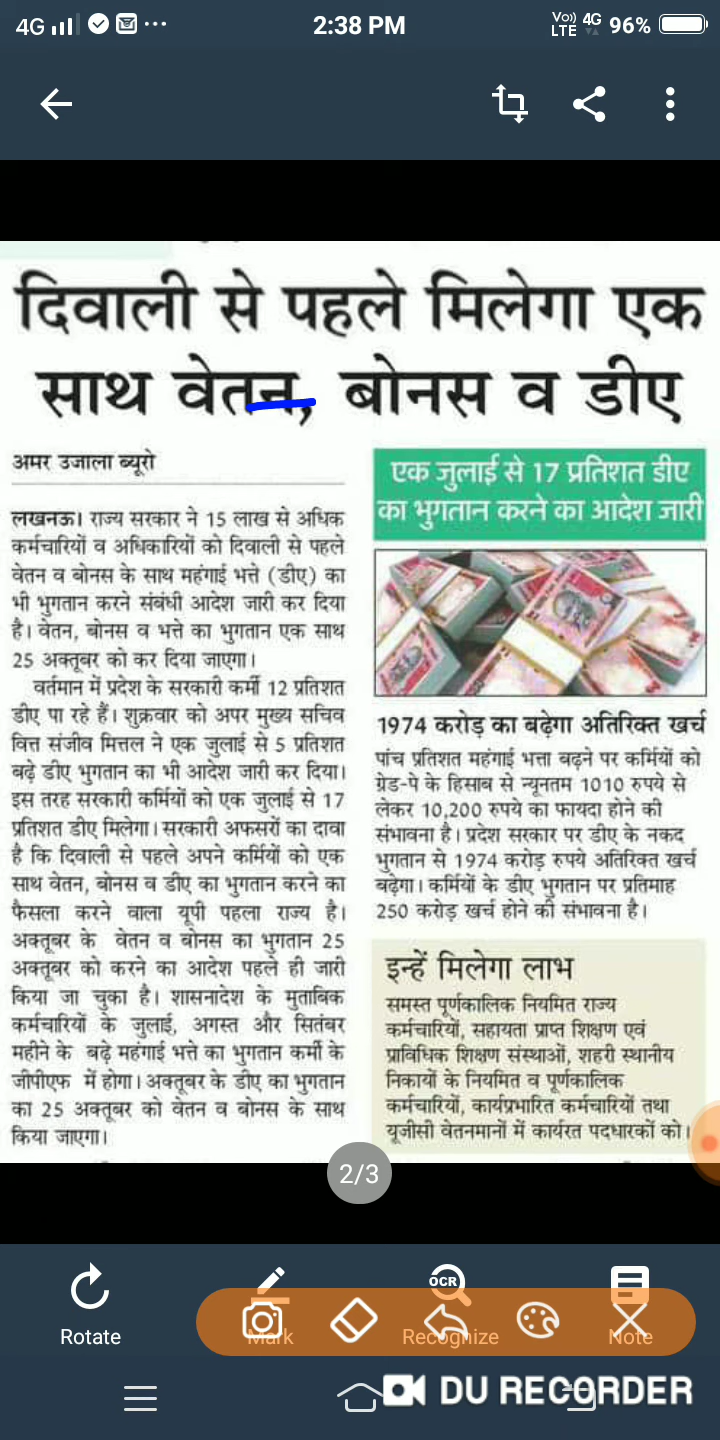 4G
2:38 PM
Vo)) LTE 4G 96%
दिवाली से पहले मिलेगा एक
साथ वेतन, बोनस व डीए
अमर उजाला ब्यूरो
लखनऊ। राज्य सरकार ने 15 लाख से अधिक
कर्मचारियों व अधिकारियों को दिवाली से पहले
वेतन व बोनस के साथ महंगाई भत्ते (डीए) का
भी भुगतान करने संबंधी आदेश जारी कर दिया
है। वेतन, बोनस व भत्ते का भुगतान एक साथ
25 अक्तूबर को कर दिया जाएगा।
वर्तमान में प्रदेश के सरकारी कर्मी 12 प्रतिशत
डीए पा रहे हैं। शुक्रवार को अपर मुख्य सचिव
वित्त संजीव मित्तल ने एक जुलाई से 5 प्रतिशत
बढ़े डीए भुगतान का भी आदेश जारी कर दिया।
इस तरह सरकारी कर्मियों को एक जुलाई से 17
प्रतिशत डीए मिलेगा। सरकारी अफसरों का दावा
है कि दिवाली से पहले अपने कर्मियों को एक
साथ वेतन, बोनस व डीए का भुगतान करने का
फैसला करने वाला यूपी पहला राज्य है।
अक्तूबर के वेतन व बोनस का भुगतान 25
अक्तूबर को करने का आदेश पहले ही जारी
किया जा चुका है। शासनादेश के मुताबिक
कर्मचारियों के जुलाई, अगस्त और सितंबर
महीने के बढ़े महंगाई भत्ते का भुगतान कर्मी के
जीपीएफ में होगा। अक्तूबर के डीए का भुगतान
का 25 अक्तूबर को वेतन व बोनस के साथ
किया जाएगा।
एक जुलाई से 17 प्रतिशत डीए
का भुगतान करने का आदेश जारी
1974 करोड़ का बढ़ेगा अतिरिक्त खर्च
पांच प्रतिशत महंगाई भत्ता बढ़ने पर कर्मियों को
ग्रेड-पे के हिसाब से न्यूनतम 1010 रुपये से
लेकर 10,200 रुपये का फायदा होने की
संभावना है। प्रदेश सरकार पर डीए के नकद
भुगतान से 1974 करोड़ रुपये अतिरिक्त खर्च
बढ़ेगा। कर्मियों के डीए भुगतान पर प्रतिमाह
250 करोड़ खर्च होने की संभावना है।
इन्हें मिलेगा लाभ
समस्त पूर्णकालिक नियमित राज्य
कर्मचारियों, सहायता प्राप्त शिक्षण एवं
प्राविधिक शिक्षण संस्थाओं, शहरी स्थानीय
निकायों के नियमित व पूर्णकालिक
कर्मचारियों, कार्यप्रभारित कर्मचारियों तथा
यूजीसी वेतनमानों में कार्यरत पदधारकों को।
2/3
OCR
Rotate
Mark
Recognize
Note
DU RECORDER